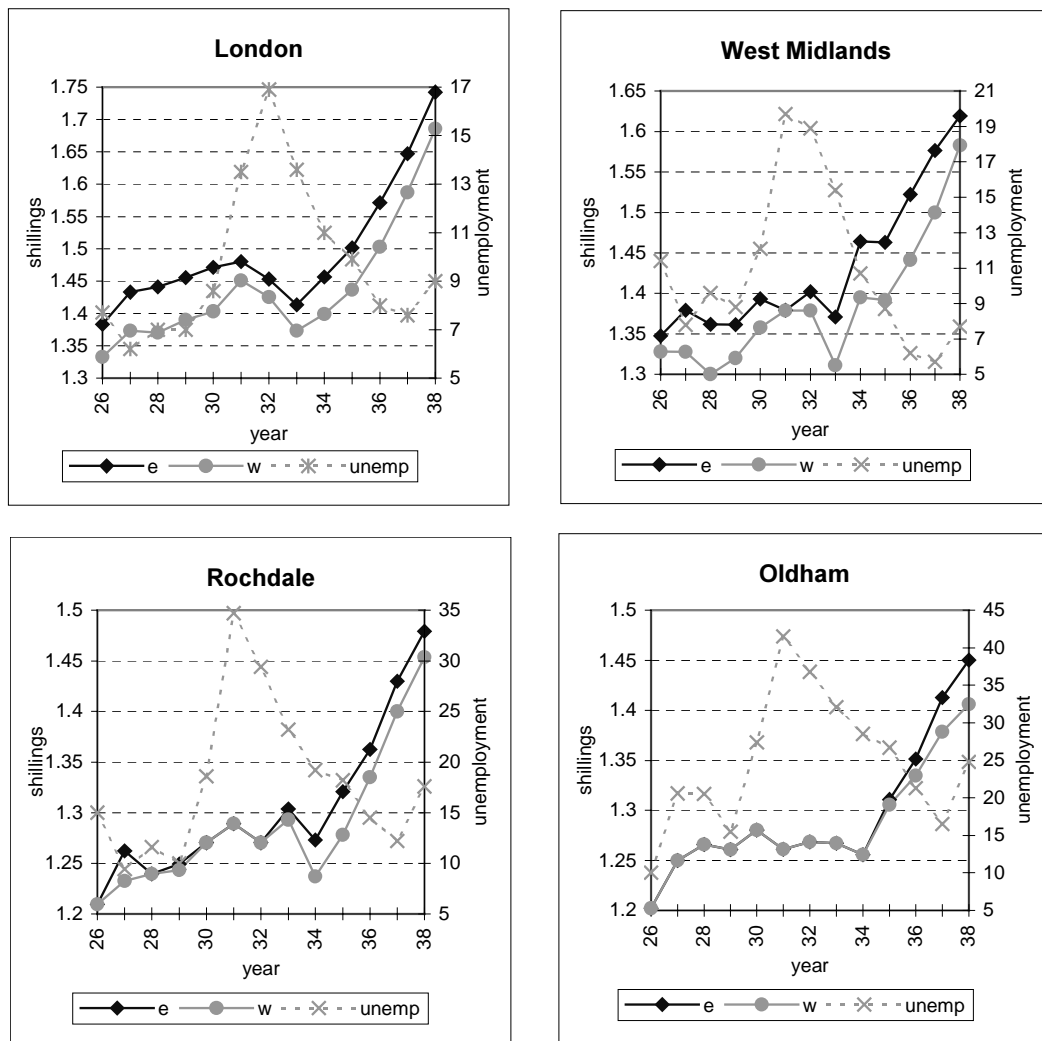 London
1.75
1.7
1.65
1.6
1.55
1.5
1.45
1.4
1.35
1.3
shillings
17
15
13
11
9
7
5
unemployment
26 28 30 32 34 36 38
year
e w unemp
West Midlands
1.65
1.6
1.55
1.5
1.45
1.4
1.35
1.3
shillings
21
19
17
15
13
11
9
7
5
unemployment
26 28 30 32 34 36 38
year
e w unemp
Rochdale
1.5
1.45
1.4
1.35
1.3
1.25
1.2
shillings
35
30
25
20
15
10
5
unemployment
26 28 30 32 34 36 38
year
e w unemp
Oldham
1.5
1.45
1.4
1.35
1.3
1.25
1.2
shillings
45
40
35
30
25
20
15
10
5
unemployment
26 28 30 32 34 36 38
year
e w unemp